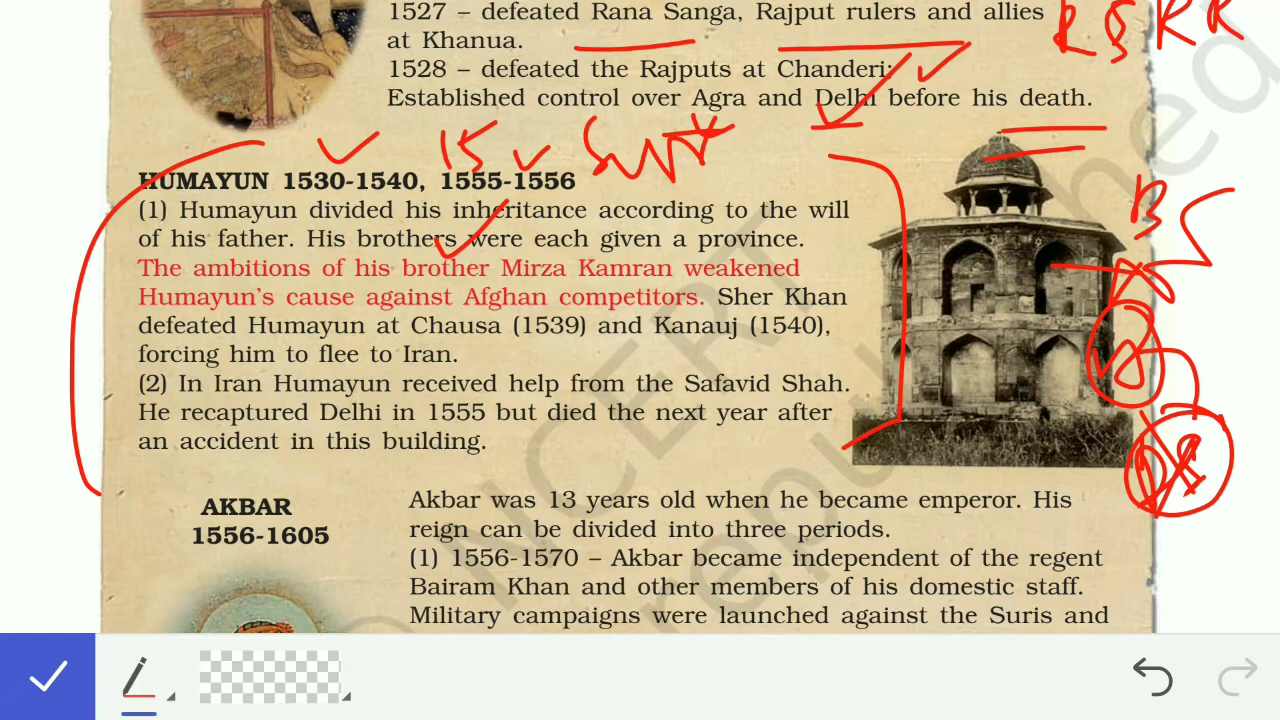 1527 – defeated Rana Sanga, Rajput rulers and allies
at Khanua.
1528 – defeated the Rajputs at Chanderi;
Established control over Agra and Delhi before his death.
R S R R
15
HUMAYUN 1530-1540, 1555-1556
(1) Humayun divided his inheritance according to the will
of his father. His brothers were each given a province.
The ambitions of his brother Mirza Kamran weakened
Humayun’s cause against Afghan competitors. Sher Khan
defeated Humayun at Chausa (1539) and Kanauj (1540),
forcing him to flee to Iran.
(2) In Iran Humayun received help from the Safavid Shah.
He recaptured Delhi in 1555 but died the next year after
an accident in this building.
B
AKBAR
1556-1605
Akbar was 13 years old when he became emperor. His
reign can be divided into three periods.
(1) 1556-1570 – Akbar became independent of the regent
Bairam Khan and other members of his domestic staff.
Military campaigns were launched against the Suris and
NCERT
republished